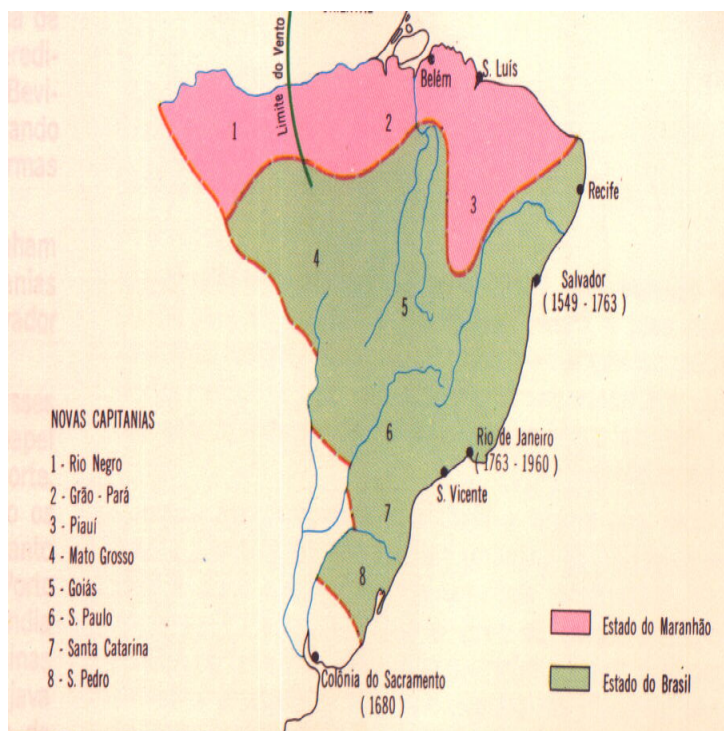 Limite do Vento
Belém
S. Luís
1
2
3
Recife
4
5
Salvador
( 1549 - 1763 )
6
Rio de Janeiro
( 1763 - 1960 )
S. Vicente
7
8
Colônia do Sacramento
( 1680 )
NOVAS CAPITANIAS
1 - Rio Negro
2 - Grão - Pará
3 - Piauí
4 - Mato Grosso
5 - Goiás
6 - S. Paulo
7 - Santa Catarina
8 - S. Pedro
Estado do Maranhão
Estado do Brasil